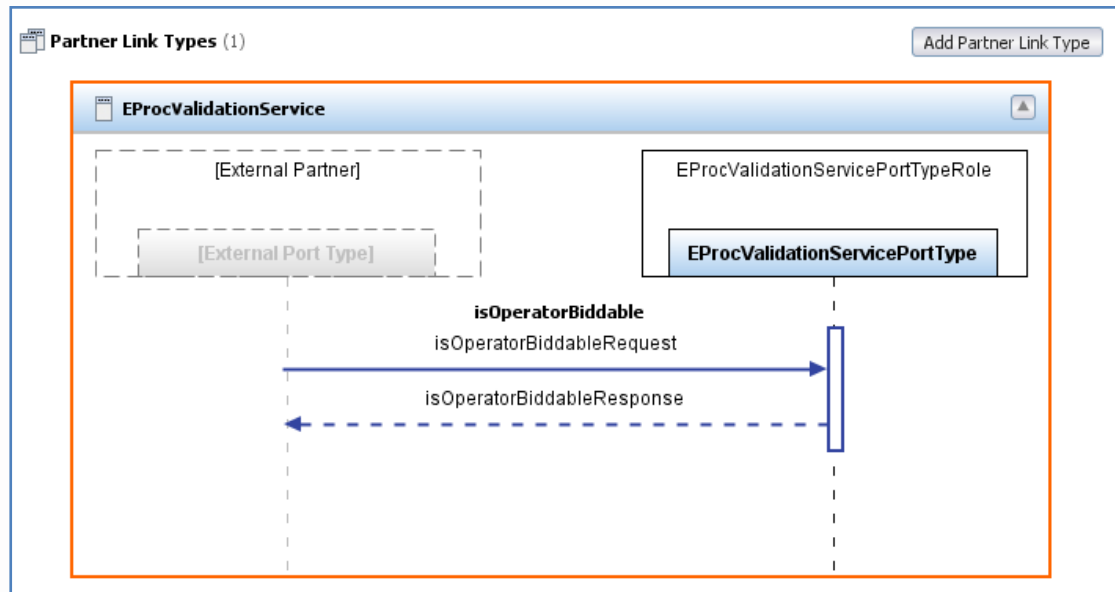 Partner Link Types (1)
Add Partner Link Type
EProcValidationService
[External Partner]
EProcValidationServicePortTypeRole
[External Port Type]
EProcValidationServicePortType
isOperatorBiddable
isOperatorBiddableRequest
isOperatorBiddableResponse